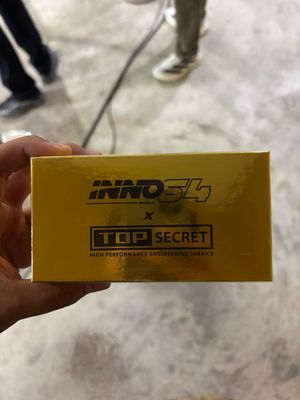 INNO64
X
TOP SECRET
HIGH PERFORMANCE ENGINEERING SERVICE